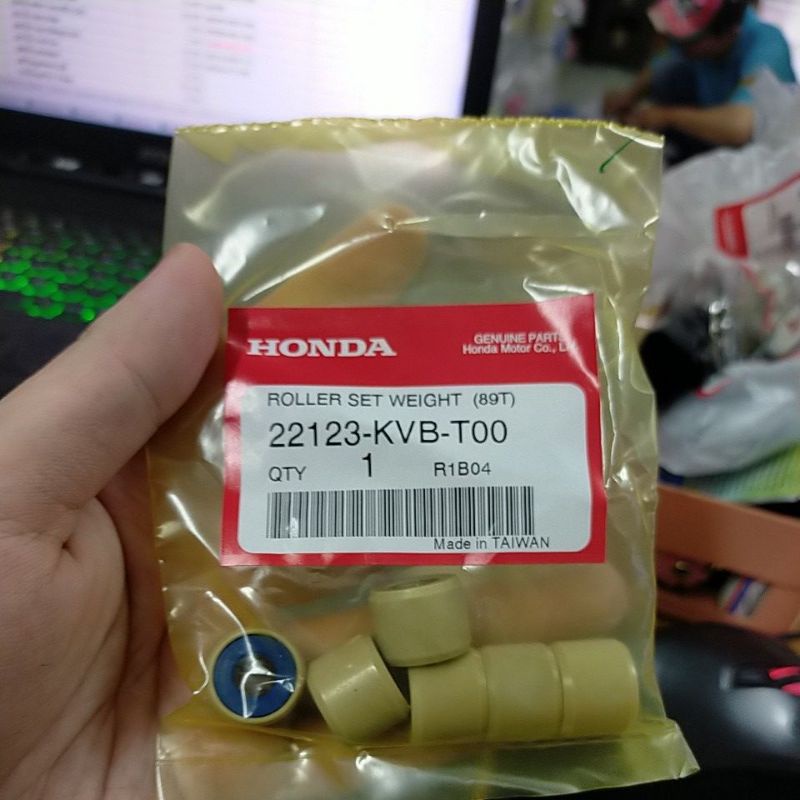 HONDA
GENUINE PARTS
Honda Motor Co., L
ROLLER SET WEIGHT (89T)
22123-KVB-T00
QTY 1 R1B04
Made in TAIWAN